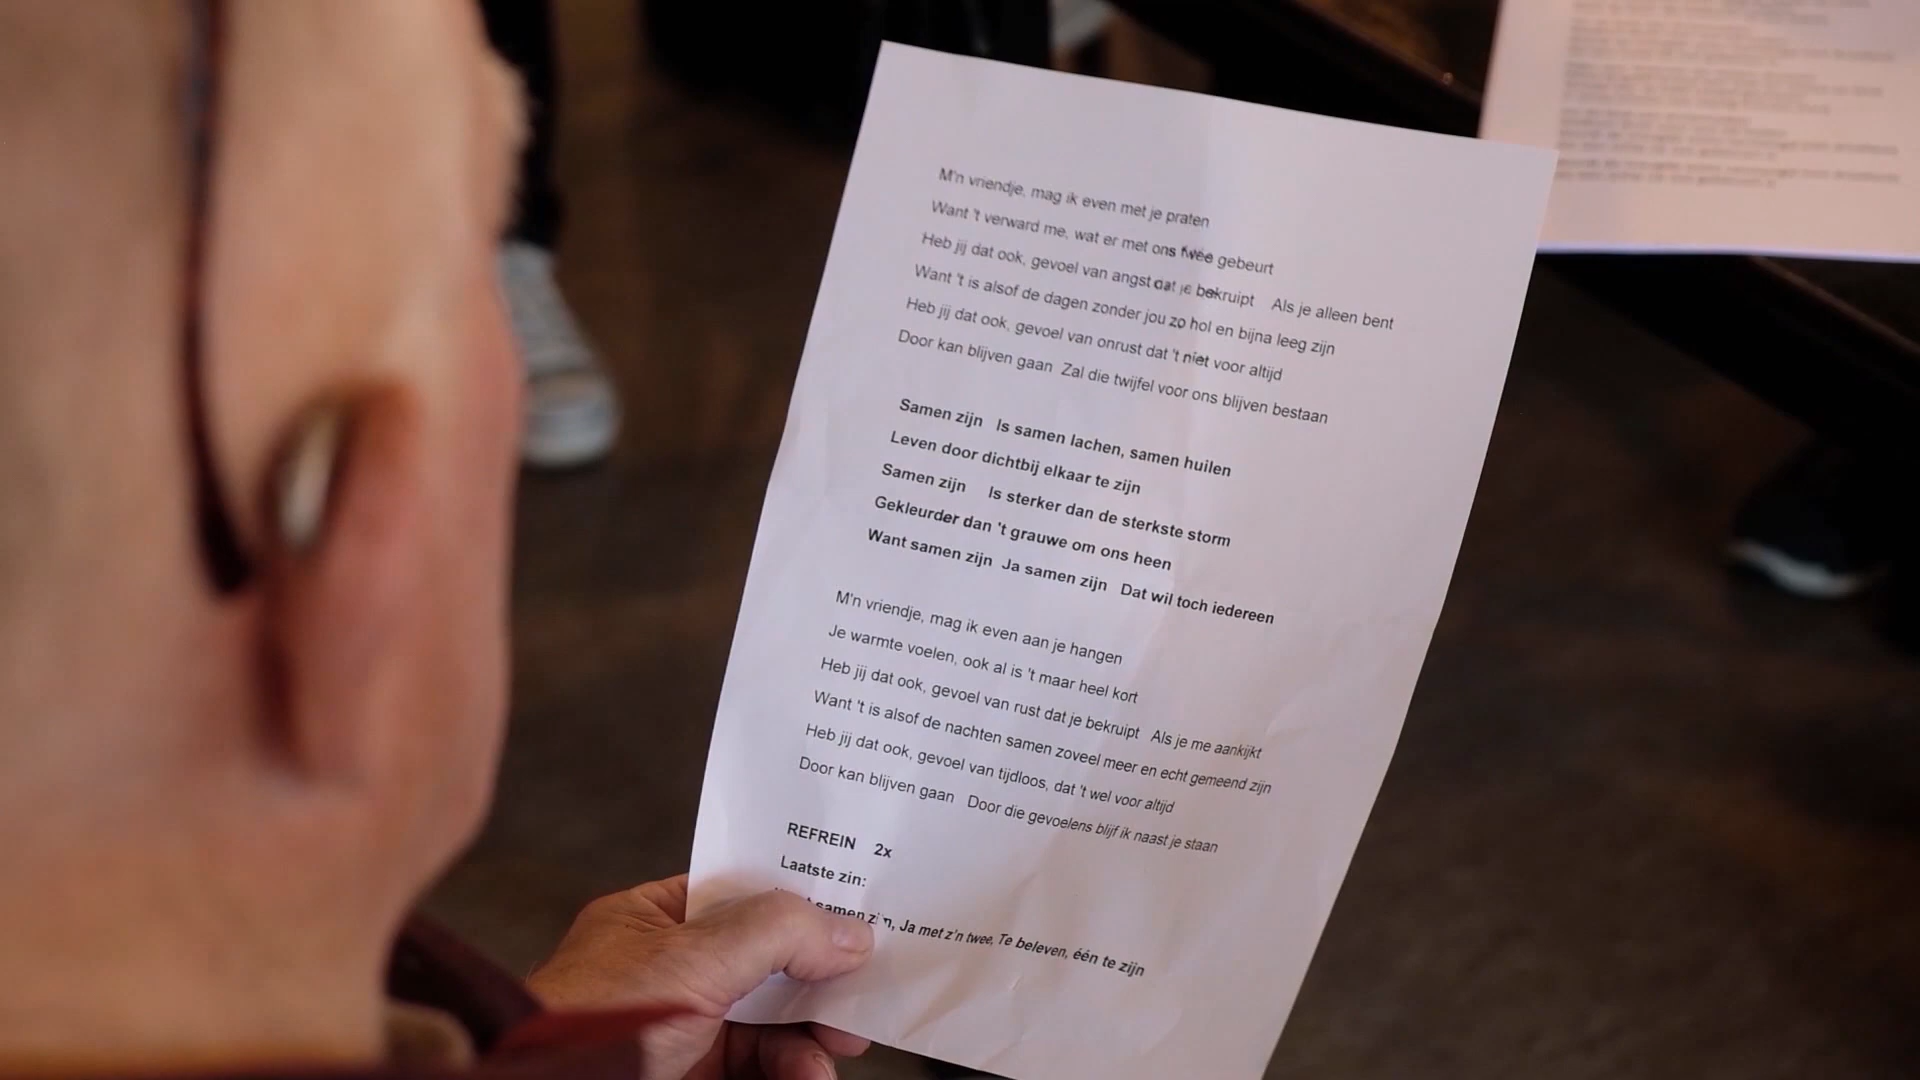 M'n vriendje, mag ik even met je praten
Want 't verward me, wat er met ons twee gebeurt
Heb jij dat ook, gevoel van angst dat je bekruipt Als je alleen bent
Want 't is alsof de dagen zonder jou zo hol en bijna leeg zijn
Heb jij dat ook, gevoel van onrust dat 't niet voor altijd
Door kan blijven gaan Zal die twijfel voor ons blijven bestaan
Samen zijn Is samen lachen, samen huilen
Leven door dichtbij elkaar te zijn
Samen zijn Is sterker dan de sterkste storm
Gekleurder dan 't grauwe om ons heen
Want samen zijn Ja samen zijn Dat wil toch iedereen
M'n vriendje, mag ik even aan je hangen
Je warmte voelen, ook al is 't maar heel kort
Heb jij dat ook, gevoel van rust dat je bekruipt Als je me aankijkt
Want 't is alsof de nachten samen zoveel meer en echt gemeend zijn
Heb jij dat ook, gevoel van tijdloos, dat 't wel voor altijd
Door kan blijven gaan Door die gevoelens blijf ik naast je staan
REFREIN 2x
Laatste zin:
samen zijn, Ja met z'n twee, Te beleven, één te zijn